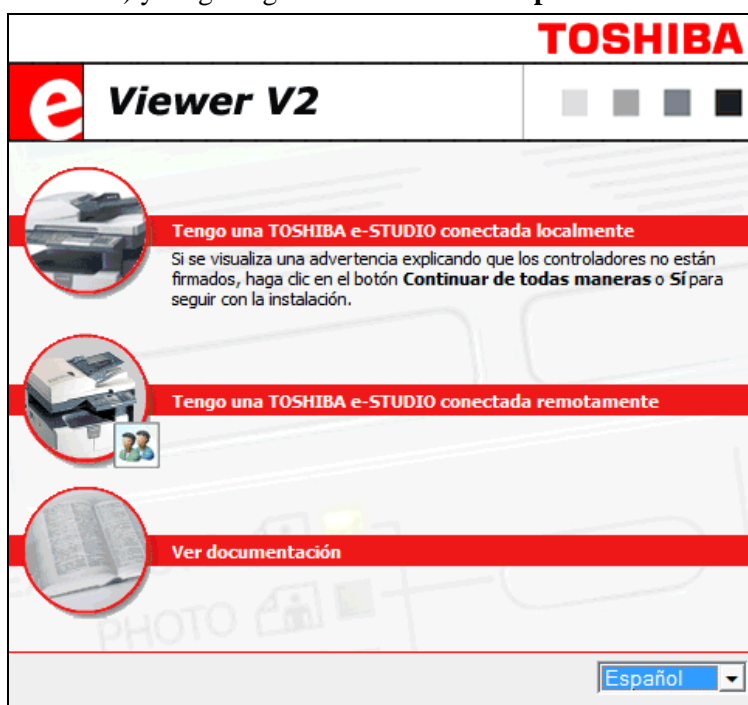 TOSHIBA
e Viewer V2
Tengo una TOSHIBA e-STUDIO conectada localmente
Si se visualiza una advertencia explicando que los controladores no están
firmados, haga clic en el botón Continuar de todas maneras o Sí para
seguir con la instalación.
Tengo una TOSHIBA e-STUDIO conectada remotamente
Ver documentación
PHOTO
Español